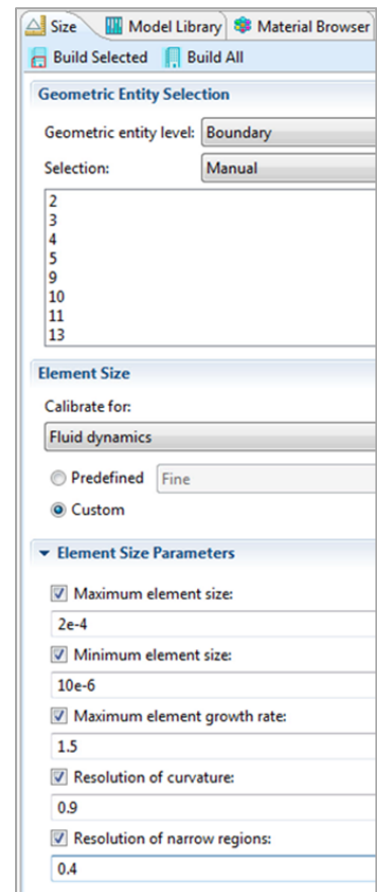 Size Model Library Material Browser
Build Selected Build All
Geometric Entity Selection
Geometric entity level: Boundary
Selection: Manual
2
3
4
5
9
10
11
13
Element Size
Calibrate for:
Fluid dynamics
Predefined Fine
Custom
Element Size Parameters
Maximum element size:
2e-4
Minimum element size:
10e-6
Maximum element growth rate:
1.5
Resolution of curvature:
0.9
Resolution of narrow regions:
0.4